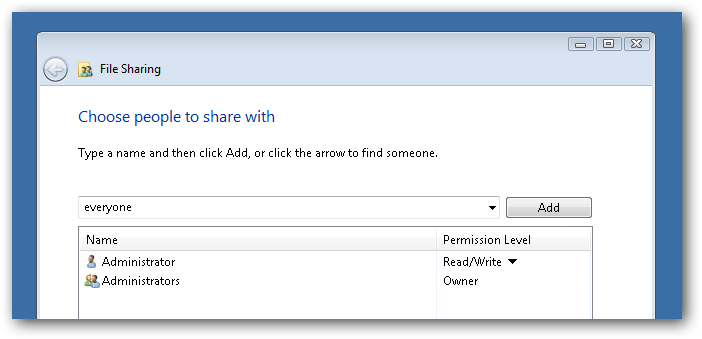 File Sharing
Choose people to share with
Type a name and then click Add, or click the arrow to find someone.
everyone Add
Name Permission Level
Administrator Read/Write
Administrators Owner